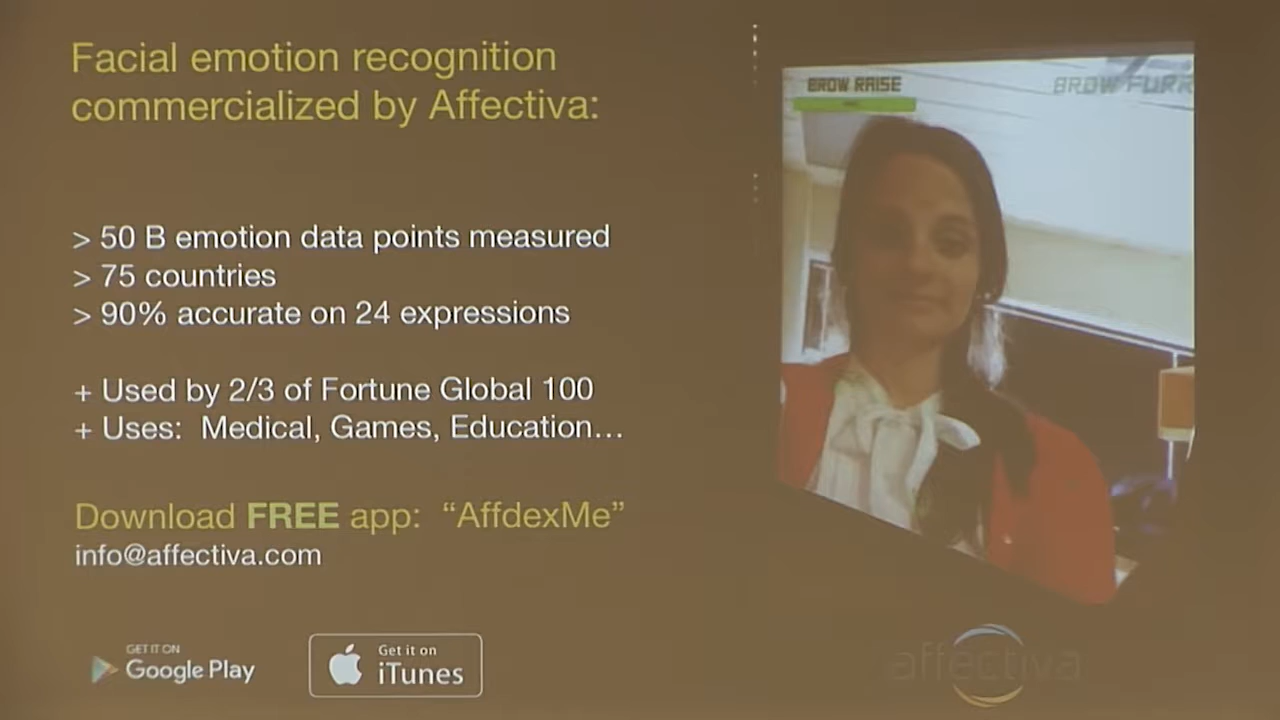 Facial emotion recognition
commercialized by Affectiva:
> 50 B emotion data points measured
> 75 countries
> 90% accurate on 24 expressions
+ Used by 2/3 of Fortune Global 100
+ Uses: Medical, Games, Education...
Download FREE app: “AffdexMe”
info@affectiva.com
GET IT ON
Google Play
Get it on
iTunes
BROW RAISE
BROW FURR
affectiva